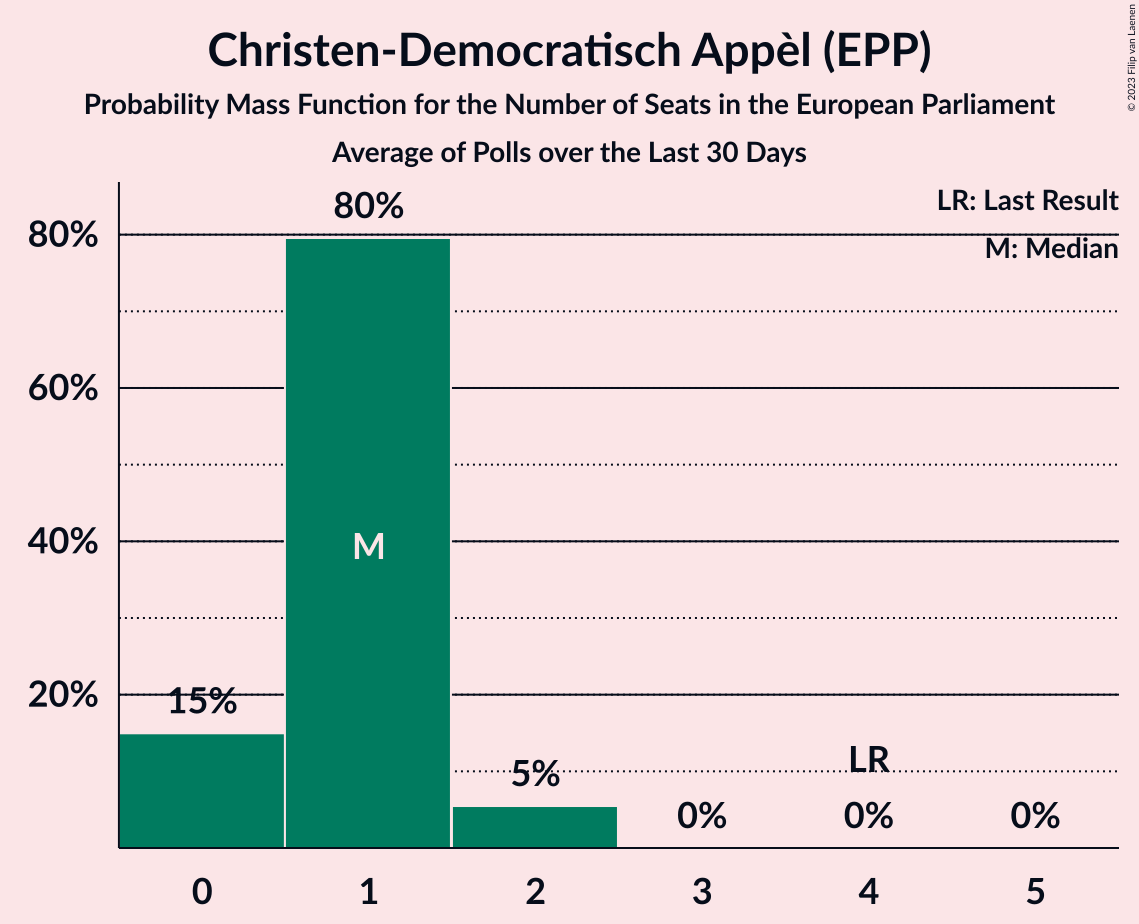 Christen-Democratisch Appèl (EPP)
Probability Mass Function for the Number of Seats in the European Parliament
Average of Polls over the Last 30 Days
© 2023 Filip van Laenen
LR: Last Result
M: Median
80%
60%
40%
20%
15%
80%
M
5%
0%
LR
0%
0%
0 1 2 3 4 5